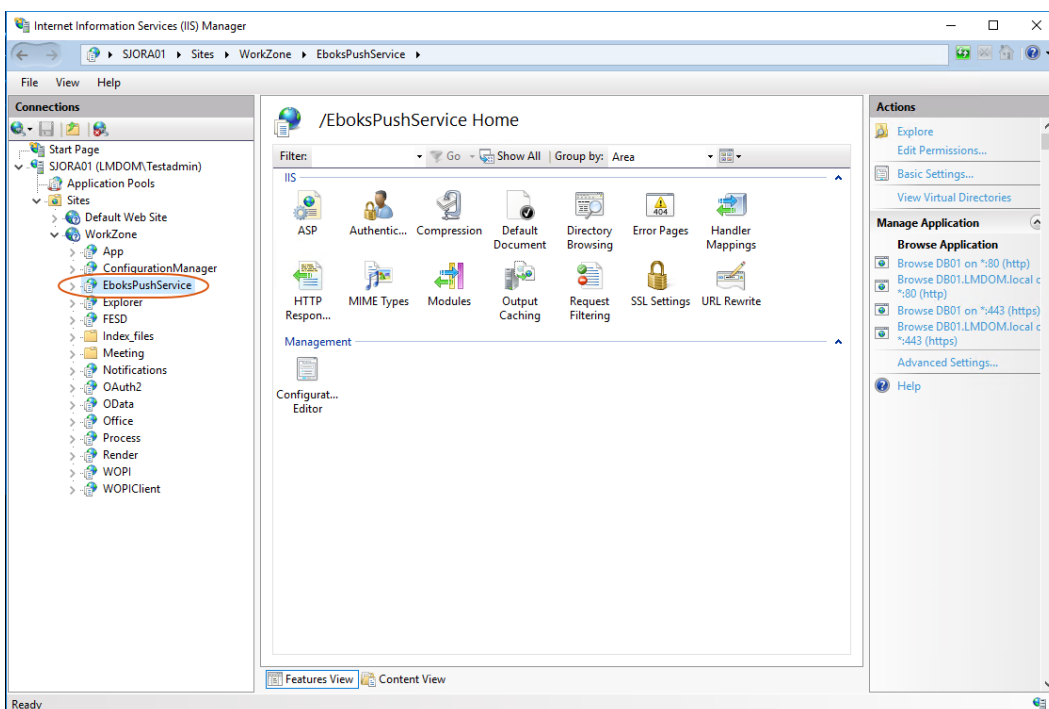 Internet Information Services (IIS) Manager
SJORA01 Sites WorkZone EboksPushService
File View Help
Connections
Start Page
SJORA01 (LMDOM\Testadmin)
Application Pools
Sites
Default Web Site
WorkZone
App
ConfigurationManager
EboksPushService
Explorer
FESD
Index_files
Meeting
Notifications
OAuth2
OData
Office
Process
Render
WOPI
WOPIClient
/EboksPushService Home
Filter: Go Show All Group by: Area
IIS
ASP Authentic... Compression Default Document Directory Browsing Error Pages Handler Mappings
HTTP Respon... MIME Types Modules Output Caching Request Filtering SSL Settings URL Rewrite
Management
Configurat... Editor
Features View Content View
Actions
Explore
Edit Permissions...
Basic Settings...
View Virtual Directories
Manage Application
Browse Application
Browse DB01 on *:80 (http)
Browse DB01.LMDOM.local c
*:80 (http)
Browse DB01 on *:443 (https)
Browse DB01.LMDOM.local c
*:443 (https)
Advanced Settings...
Help
Ready